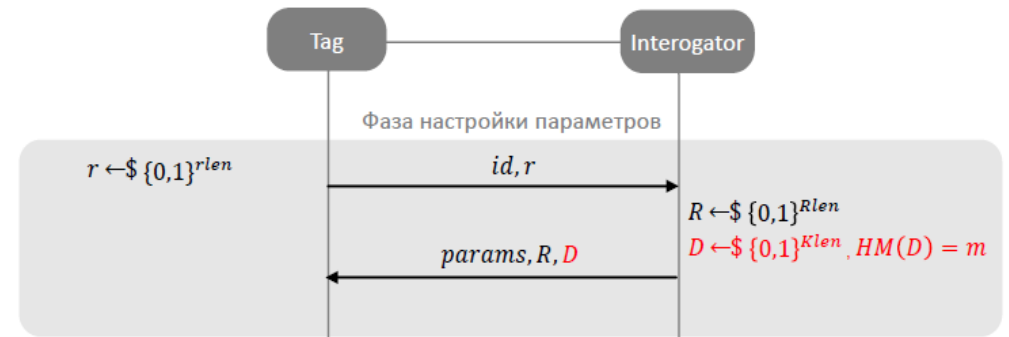 Tag
Interogator
Фаза настройки параметров
r ←$ {0,1}^{rlen}
id, r
R ←$ {0,1}^{Rlen}
D ←$ {0,1}^{Klen}, HM(D) = m
params, R, D